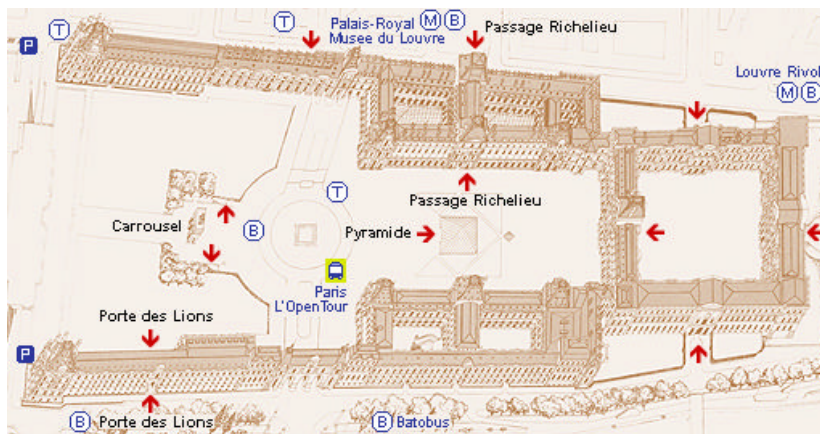 T
T
Palais-Royal M B
Musee du Louvre
Passage Richelieu
P
Louvre Rivol
M B
T
Passage Richelieu
Carrousel
B
Pyramide
Paris
L'OpenTour
Porte des Lions
P
B
Porte des Lions
B Batobus